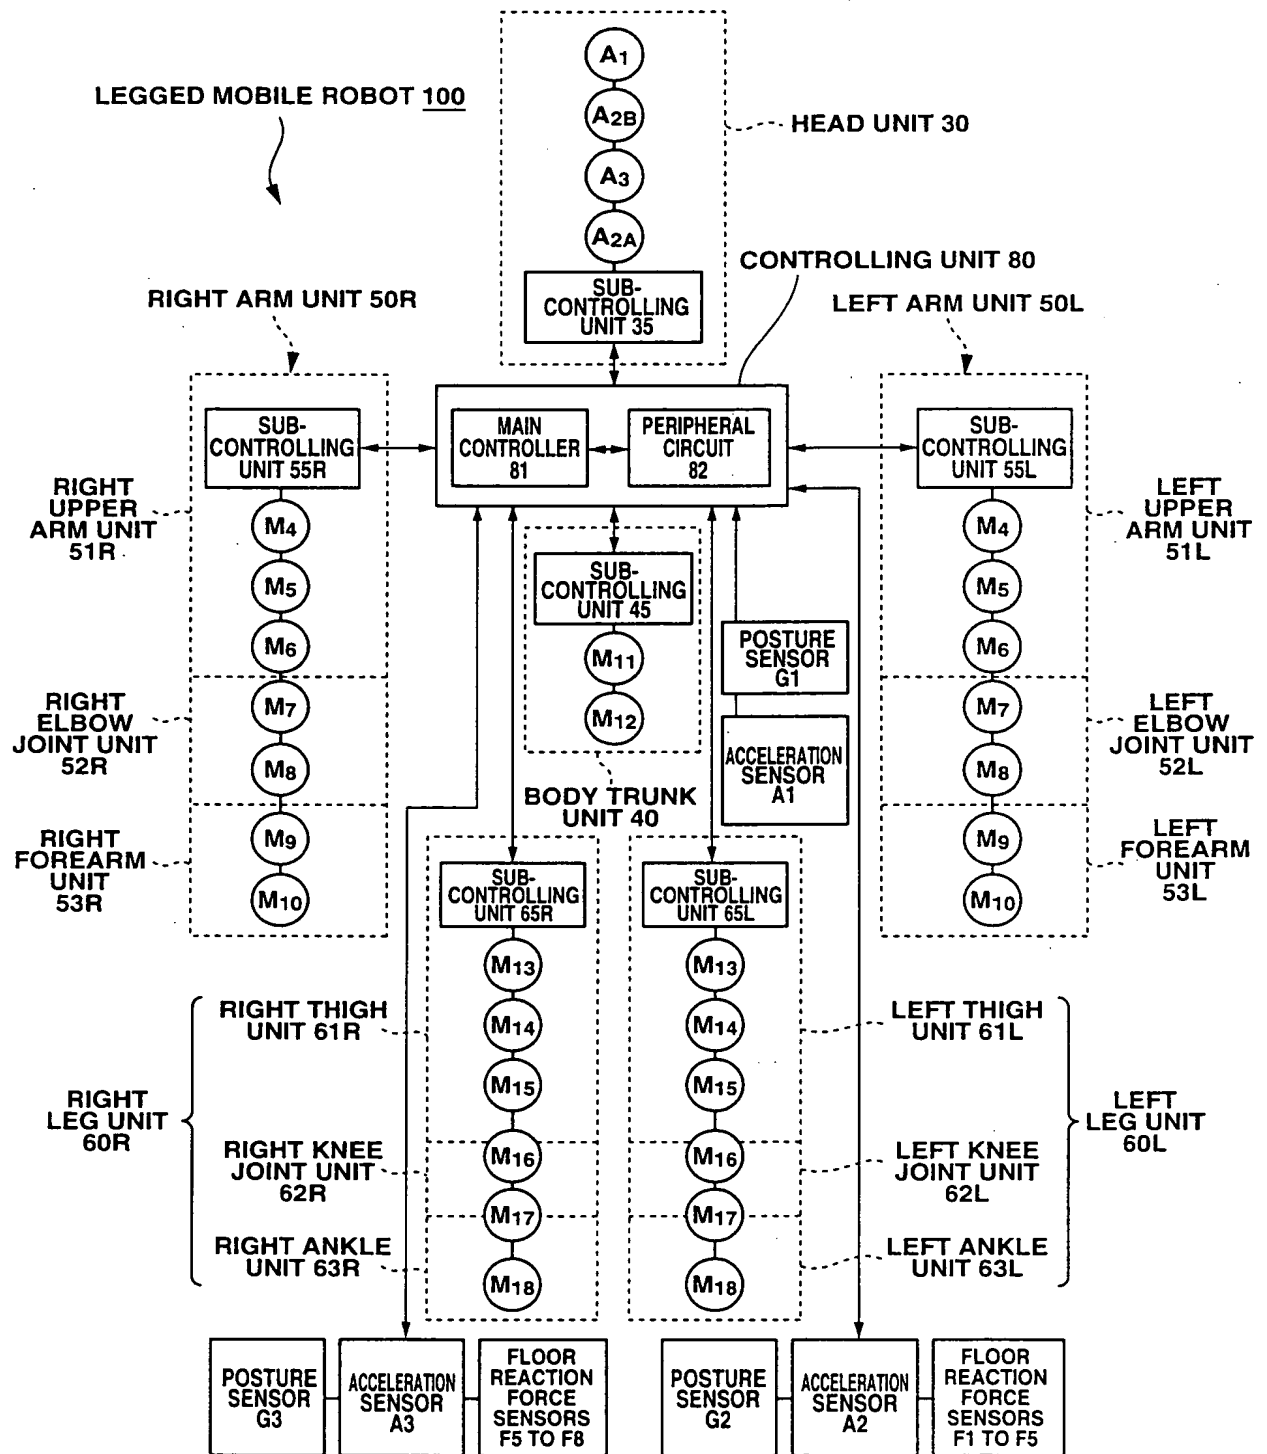 LEGGED MOBILE ROBOT 100
A1
A2B
A3
A2A
SUB-
CONTROLLING
UNIT 35
HEAD UNIT 30
CONTROLLING UNIT 80
RIGHT ARM UNIT 50R
LEFT ARM UNIT 50L
MAIN
CONTROLLER
81
PERIPHERAL
CIRCUIT
82
SUB-
CONTROLLING
UNIT 55R
M4
M5
M6
M7
M8
M9
M10
RIGHT
UPPER
ARM UNIT
51R
RIGHT
ELBOW
JOINT UNIT
52R
RIGHT
FOREARM
UNIT
53R
SUB-
CONTROLLING
UNIT 45
M11
M12
BODY TRUNK
UNIT 40
POSTURE
SENSOR
G1
ACCELERATION
SENSOR
A1
SUB-
CONTROLLING
UNIT 55L
M4
M5
M6
M7
M8
M9
M10
LEFT
UPPER
ARM UNIT
51L
LEFT
ELBOW
JOINT UNIT
52L
LEFT
FOREARM
UNIT
53L
SUB-
CONTROLLING
UNIT 65R
M13
M14
M15
M16
M17
M18
SUB-
CONTROLLING
UNIT 65L
M13
M14
M15
M16
M17
M18
RIGHT
LEG UNIT
60R
RIGHT THIGH
UNIT 61R
RIGHT KNEE
JOINT UNIT
62R
RIGHT ANKLE
UNIT 63R
LEFT THIGH
UNIT 61L
LEFT KNEE
JOINT UNIT
62L
LEFT ANKLE
UNIT 63L
LEFT
LEG UNIT
60L
POSTURE
SENSOR
G3
ACCELERATION
SENSOR
A3
FLOOR
REACTION
FORCE
SENSORS
F5 TO F8
POSTURE
SENSOR
G2
ACCELERATION
SENSOR
A2
FLOOR
REACTION
FORCE
SENSORS
F1 TO F5